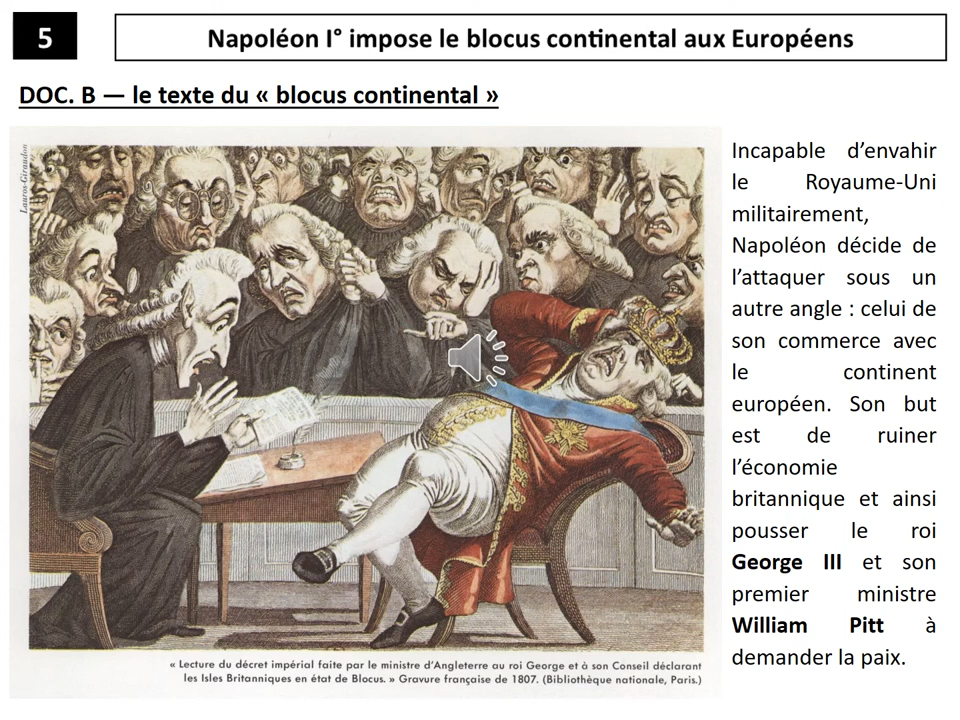 5
Napoléon I° impose le blocus continental aux Européens
DOC. B — le texte du « blocus continental »
Lauros-Giraudon
Incapable d’envahir
le Royaume-Uni
militairement,
Napoléon décide de
l’attaquer sous un
autre angle : celui de
son commerce avec
le continent
européen. Son but
est de ruiner
l’économie
britannique et ainsi
pousser le roi
George III et son
premier ministre
William Pitt à
demander la paix.
« Lecture du décret impérial faite par le ministre d’Angleterre au roi George et à son Conseil déclarant
les Isles Britanniques en état de Blocus. » Gravure française de 1807. (Bibliothèque nationale, Paris.)